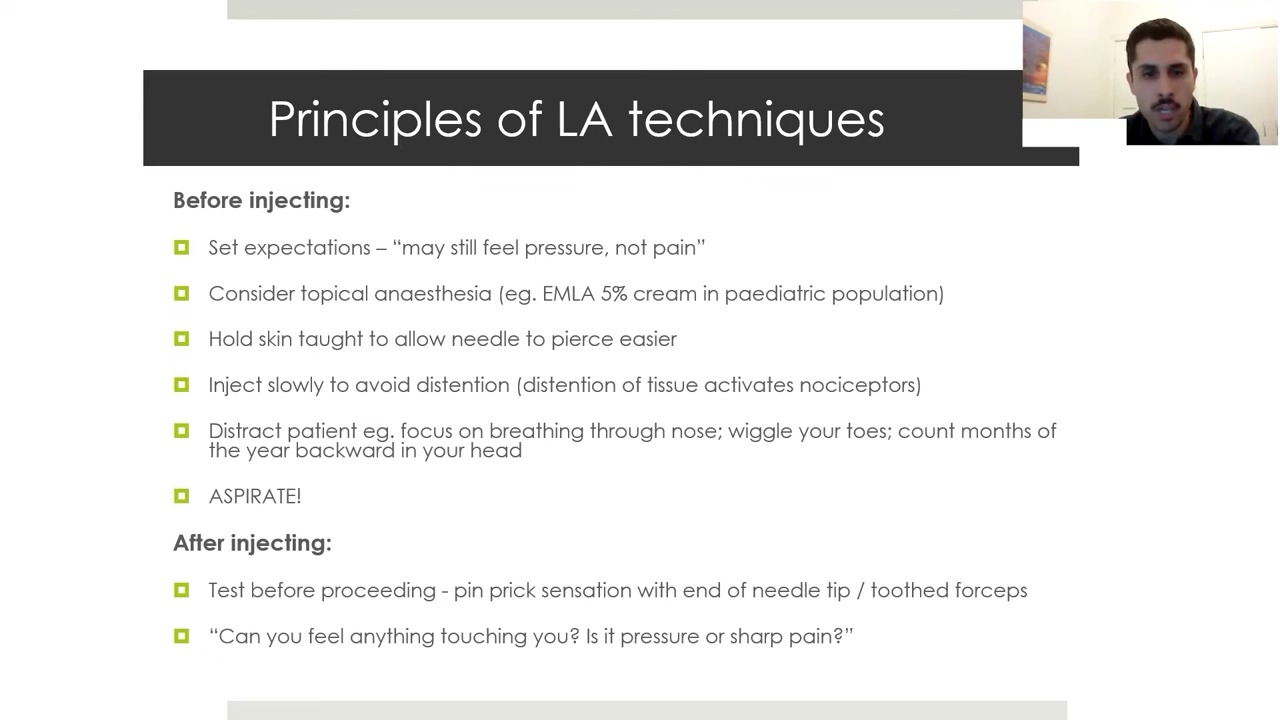 Principles of LA techniques
Before injecting:
Set expectations – “may still feel pressure, not pain”
Consider topical anaesthesia (eg. EMLA 5% cream in paediatric population)
Hold skin taught to allow needle to pierce easier
Inject slowly to avoid distention (distention of tissue activates nociceptors)
Distract patient eg. focus on breathing through nose; wiggle your toes; count months of
the year backward in your head
ASPIRATE!
After injecting:
Test before proceeding - pin prick sensation with end of needle tip / toothed forceps
“Can you feel anything touching you? Is it pressure or sharp pain?”